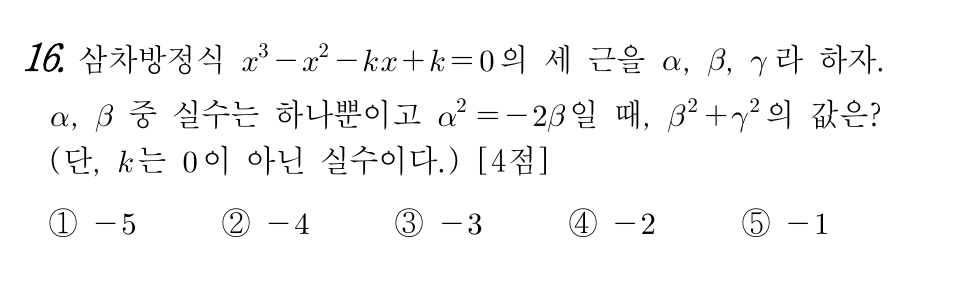 16. 삼차방정식 x³-x²-kx+k=0의 세 근을 α, β, γ라 하자.
α, β 중 실수는 하나뿐이고 α²=-2β일 때, β²+γ²의 값은?
(단, k는 0이 아닌 실수이다.) [4점]
① -5 ② -4 ③ -3 ④ -2 ⑤ -1